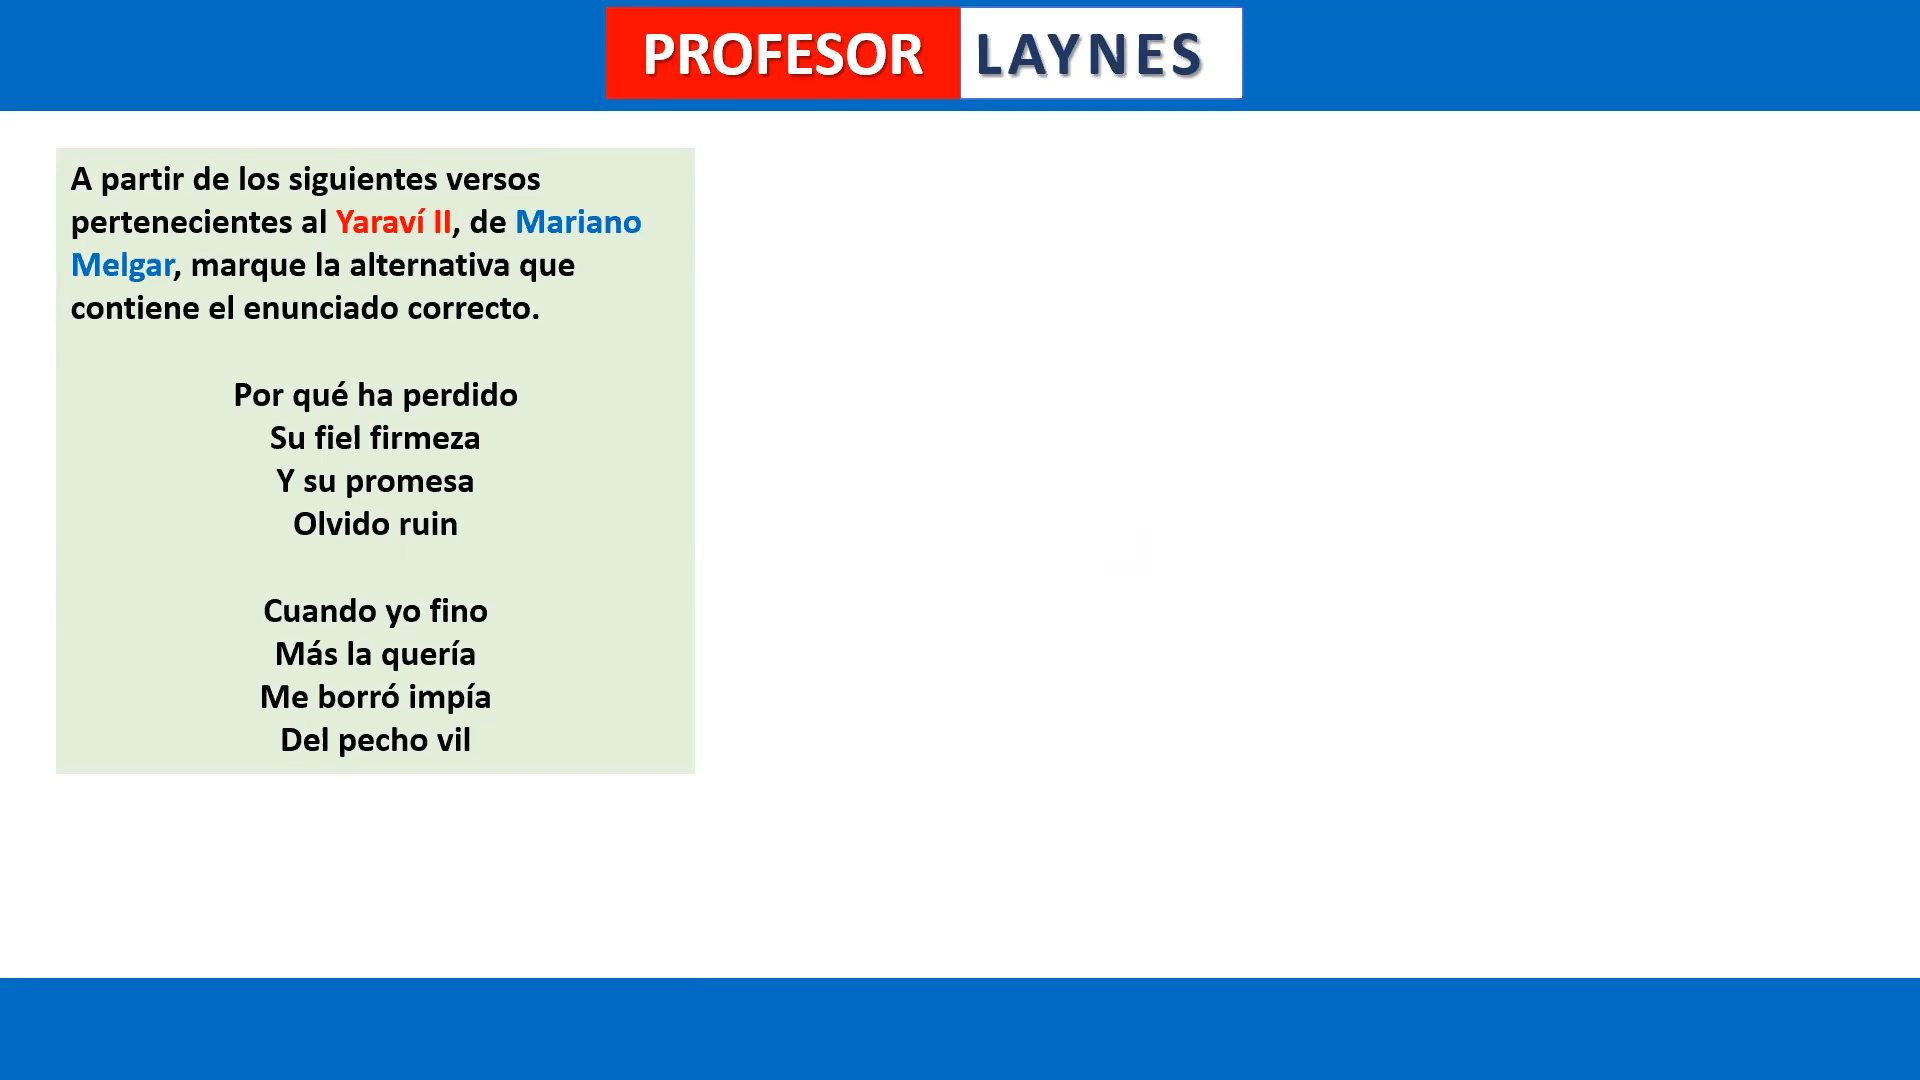 PROFESOR LAYNES
A partir de los siguientes versos
pertenecientes al Yaraví II, de Mariano
Melgar, marque la alternativa que
contiene el enunciado correcto.
Por qué ha perdido
Su fiel firmeza
Y su promesa
Olvido ruin
Cuando yo fino
Más la quería
Me borró impía
Del pecho vil